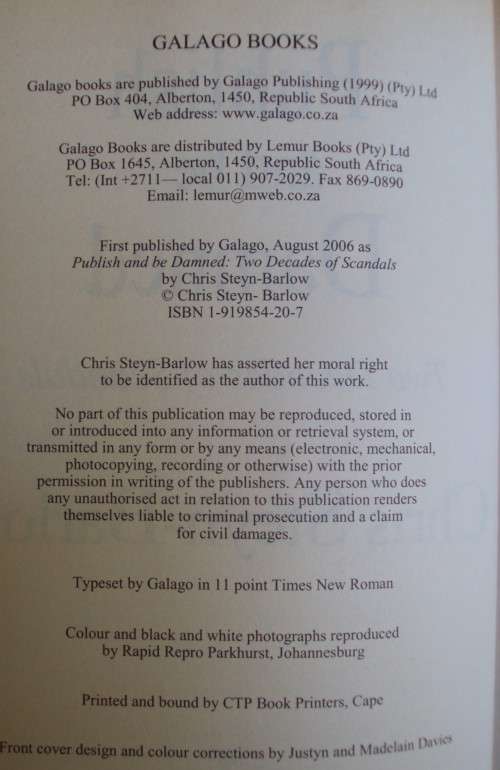 GALAGO BOOKS
Galago books are published by Galago Publishing (1999) (Pty) Ltd
PO Box 404, Alberton, 1450, Republic South Africa
Web address: www.galago.co.za
Galago Books are distributed by Lemur Books (Pty) Ltd
PO Box 1645, Alberton, 1450, Republic South Africa
Tel: (Int +2711— local 011) 907-2029. Fax 869-0890
Email: lemur@mweb.co.za
First published by Galago, August 2006 as
Publish and be Damned: Two Decades of Scandals
by Chris Steyn-Barlow
© Chris Steyn- Barlow
ISBN 1-919854-20-7
Chris Steyn-Barlow has asserted her moral right
to be identified as the author of this work.
No part of this publication may be reproduced, stored in
or introduced into any information or retrieval system, or
transmitted in any form or by any means (electronic, mechanical,
photocopying, recording or otherwise) with the prior
permission in writing of the publishers. Any person who does
any unauthorised act in relation to this publication renders
themselves liable to criminal prosecution and a claim
for civil damages.
Typeset by Galago in 11 point Times New Roman
Colour and black and white photographs reproduced
by Rapid Repro Parkhurst, Johannesburg
Printed and bound by CTP Book Printers, Cape
Front cover design and colour corrections by Justyn and Madelain Davies